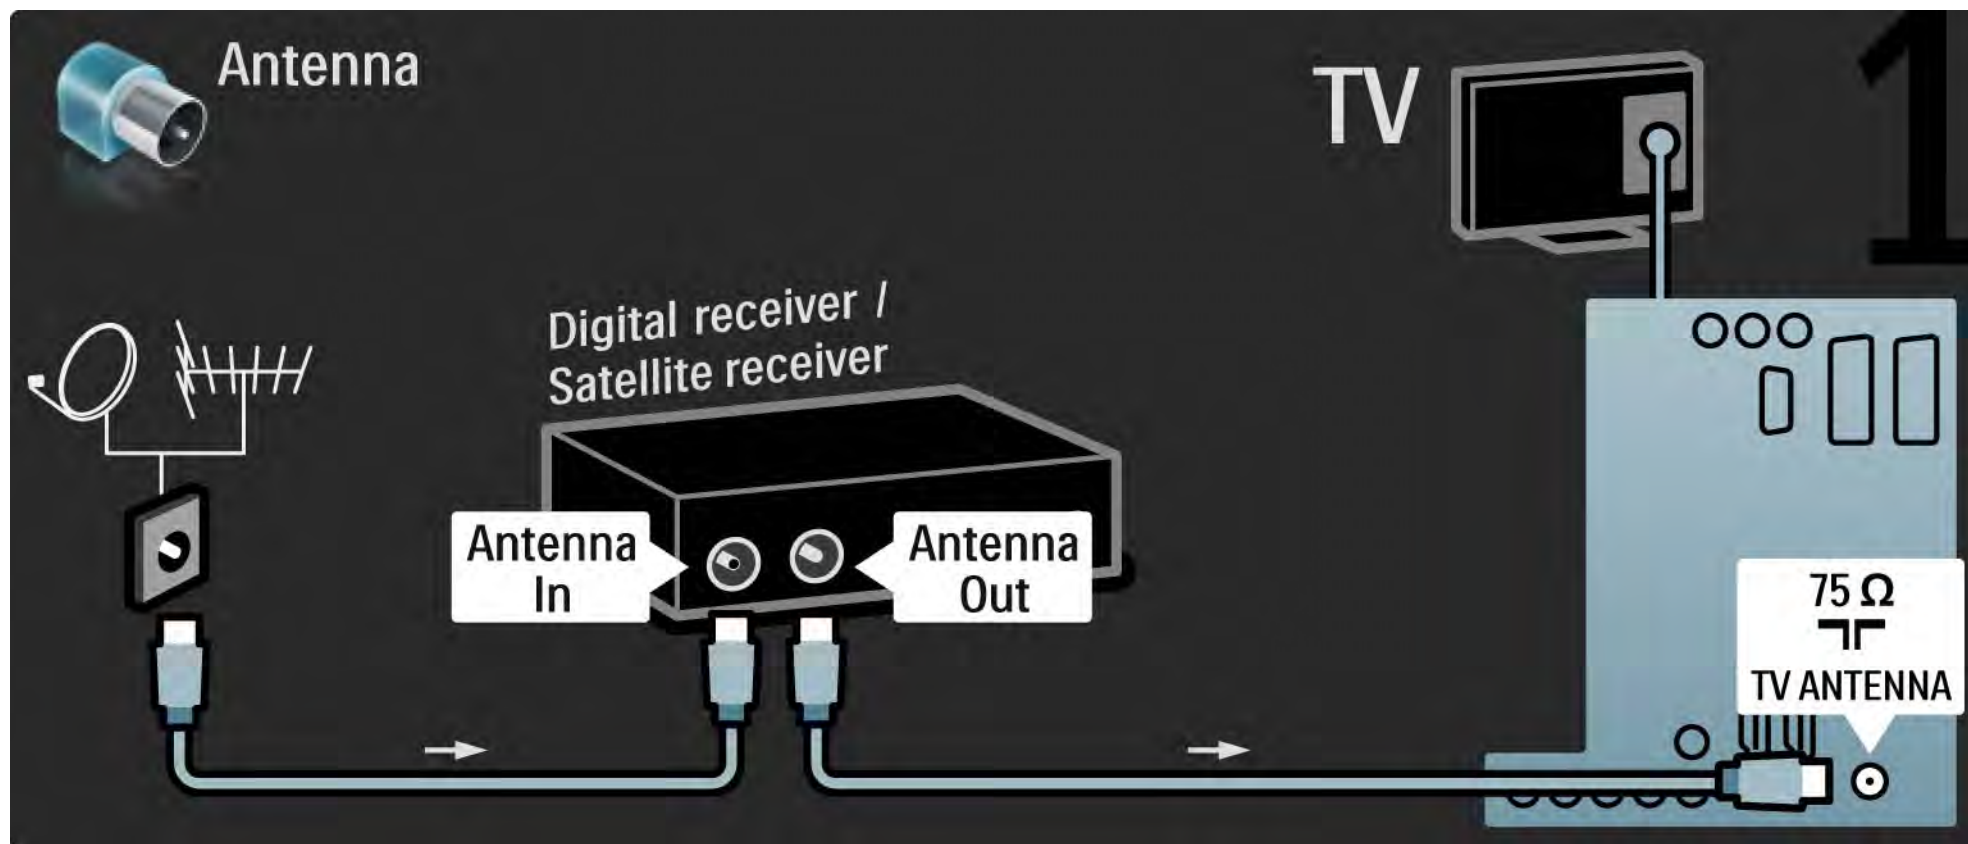 Antenna
TV
1
Digital receiver /
Satellite receiver
Antenna
In
Antenna
Out
75 Ω
TV ANTENNA